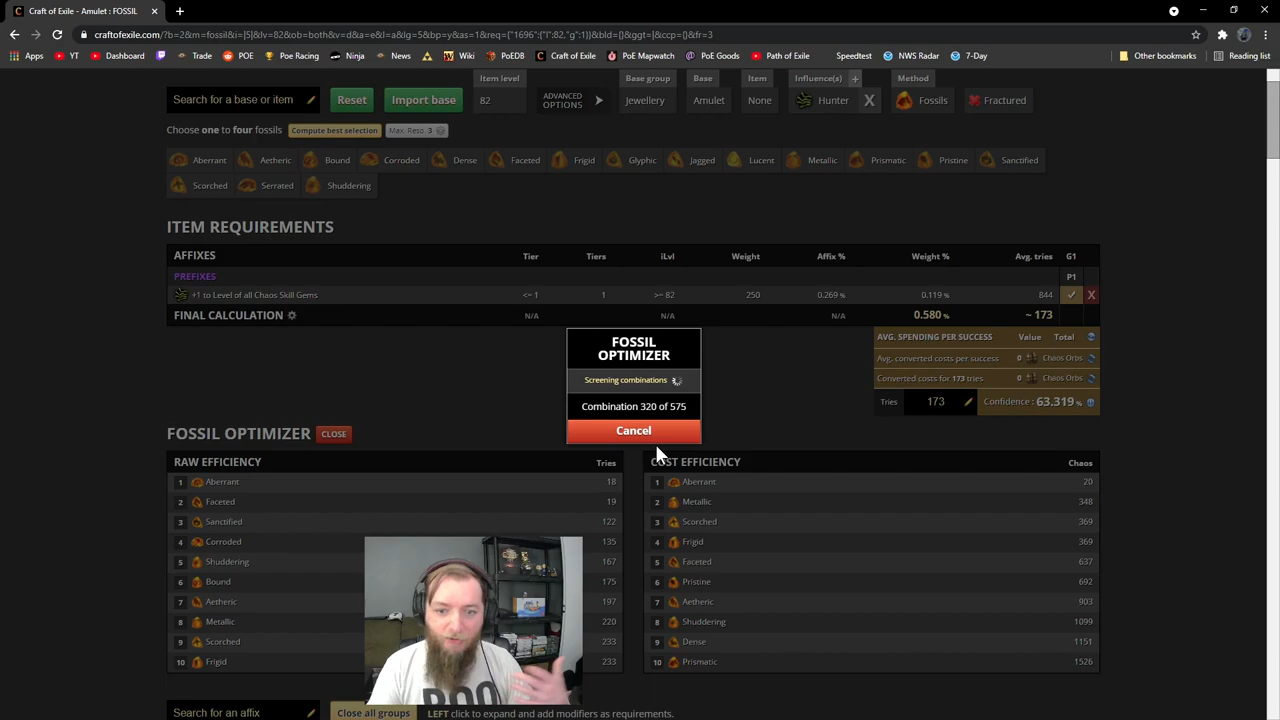 Craft of Exile - Amulet : FOSSIL
craftofexile.com/?b=2&m=fossil&i=[5]&lv=82&ob=both&v=d&a=e&l=a&lg=5&bp=y&as=1&req={"1696":{"l":82,"g":1}}&bld={}&ggt=|&ccp={}&fr=3
Apps YT Dashboard Twitter Trade POE Poe Racing Ninja Wiki PoEDB Craft of Exile PoE Mapwatch PoE Goods Path of Exile Speedtest NWS Radar 7-Day Other bookmarks Reading list
Item level Base group Base Item Influence(s) + Method
Search for a base or item Reset Import base 82 ADVANCED OPTIONS Jewellery Amulet None Hunter X Fossils Fractured
Choose one to four fossils Compute best selection Max. Reso. 3
Aberrant Aetheric Bound Corroded Dense Faceted Frigid Glyphic Jagged Lucent Metallic Prismatic Pristine Sanctified
Scorched Serrated Shuddering
ITEM REQUIREMENTS
AFFIXES Tier Tiers iLvl Weight Affix % Weight % Avg. tries G1
PREFIXES P1
+1 to Level of all Chaos Skill Gems <= 1 1 >= 82 250 0.269 % 0.119 % 844 X
FINAL CALCULATION N/A N/A N/A 0.580 % ~ 173
AVG. SPENDING PER SUCCESS Value Total
Avg. converted costs per success 0 Chaos Orbs
Converted costs for 173 tries 0 Chaos Orbs
Tries 173 Confidence : 63.319 %
FOSSIL
OPTIMIZER
Screening combinations
Combination 320 of 575
Cancel
FOSSIL OPTIMIZER CLOSE
RAW EFFICIENCY Tries
1 Aberrant 18
2 Faceted 19
3 Sanctified 122
4 Corroded 135
5 Shuddering 167
6 Bound 175
7 Aetheric 197
8 Metallic 220
9 Scorched 233
10 Frigid 233
COST EFFICIENCY Chaos
1 Aberrant 20
2 Metallic 348
3 Scorched 369
4 Frigid 369
5 Faceted 637
6 Pristine 692
7 Aetheric 903
8 Shuddering 1099
9 Dense 1151
10 Prismatic 1526
BOO
Search for an affix Close all groups LEFT click to expand and add modifiers as requirements.